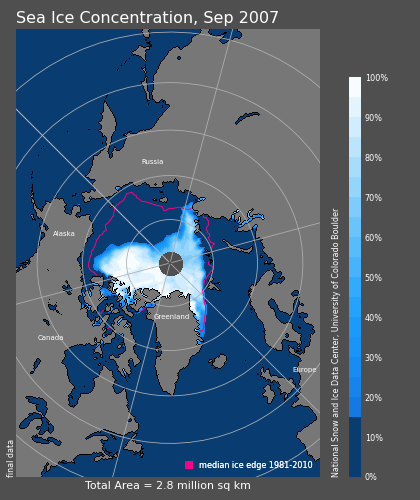 Sea Ice Concentration, Sep 2007
100%
90%
80%
70%
60%
50%
40%
30%
20%
10%
0%
Russia
Alaska
Canada
Greenland
Europe
National Snow and Ice Data Center, University of Colorado Boulder
final data
median ice edge 1981-2010
Total Area = 2.8 million sq km